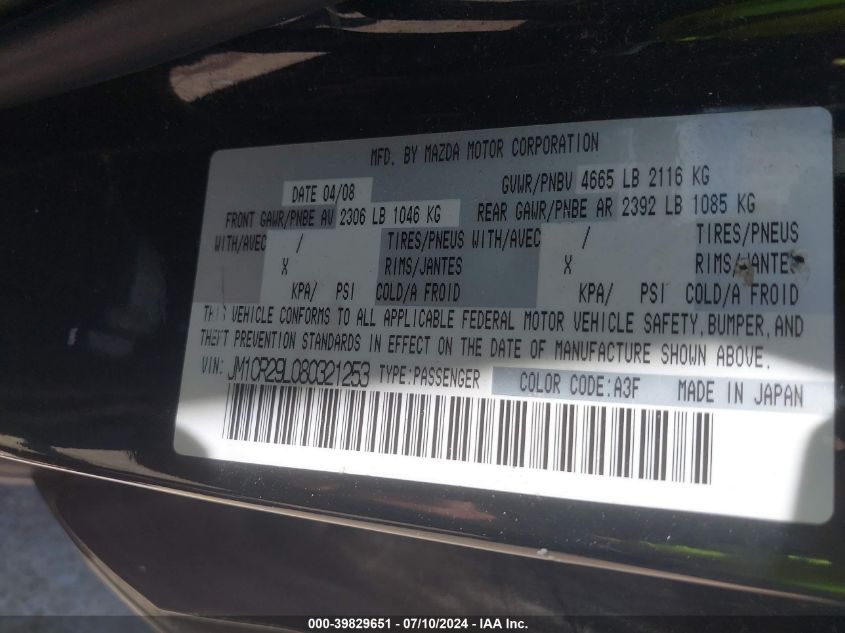 MFD. BY MAZDA MOTOR CORPORATION
DATE 04/08 GVWR/PNBV 4665 LB 2116 KG
FRONT GAWR/PNBE AV 2306 LB 1046 KG REAR GAWR/PNBE AR 2392 LB 1085 KG
WITH/AVEC / TIRES/PNEUS WITH/AVEC / TIRES/PNEUS
X RIMS/JANTES X RIMS/JANTES
KPA/ PSI COLD/A FROID KPA/ PSI COLD/A FROID
THIS VEHICLE CONFORMS TO ALL APPLICABLE FEDERAL MOTOR VEHICLE SAFETY, BUMPER, AND
THEFT PREVENTION STANDARDS IN EFFECT ON THE DATE OF MANUFACTURE SHOWN ABOVE.
VIN: JM1CR29L080321253 TYPE:PASSENGER COLOR CODE:A3F MADE IN JAPAN
000-39829651 / 07/10/2024 - IAA Inc.